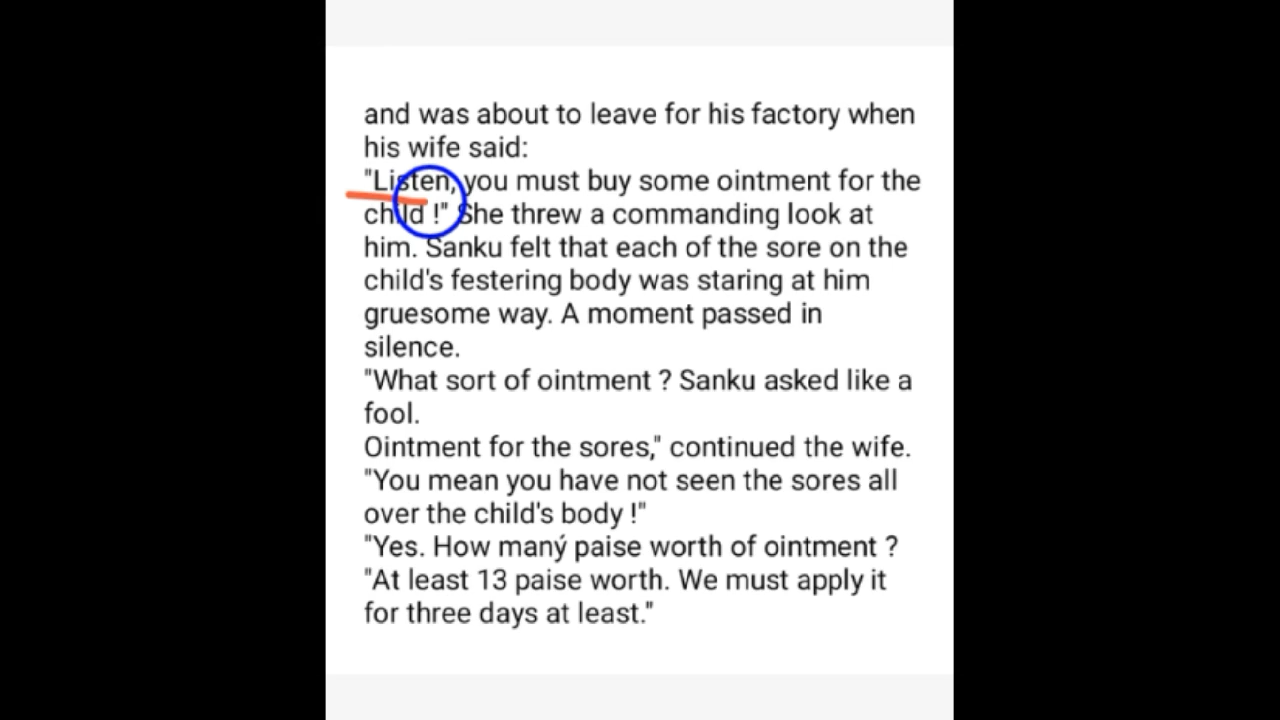 and was about to leave for his factory when
his wife said:
"Listen, you must buy some ointment for the
child !" She threw a commanding look at
him. Sanku felt that each of the sore on the
child's festering body was staring at him
gruesome way. A moment passed in
silence.
"What sort of ointment ? Sanku asked like a
fool.
Ointment for the sores," continued the wife.
"You mean you have not seen the sores all
over the child's body !"
"Yes. How maný paise worth of ointment ?
"At least 13 paise worth. We must apply it
for three days at least."